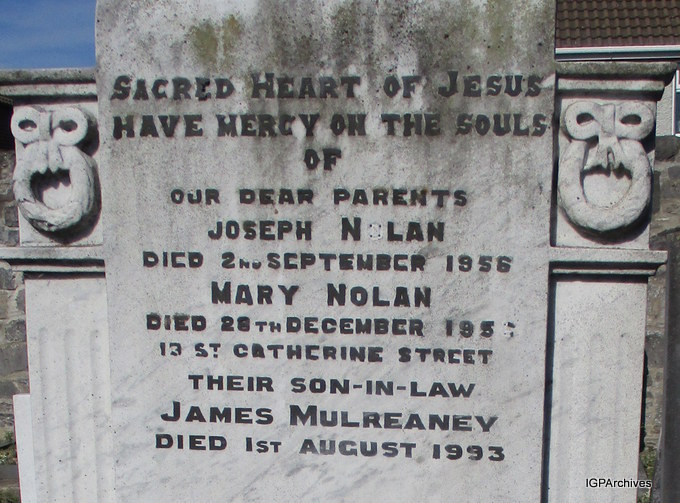 SACRED HEART OF JESUS
HAVE MERCY ON THE SOULS
OF
OUR DEAR PARENTS
JOSEPH NOLAN
DIED 2ND SEPTEMBER 1956
MARY NOLAN
DIED 28TH DECEMBER
13 ST CATHERINE STREET
THEIR SON-IN-LAW
JAMES MULREANEY
DIED 1ST AUGUST 1993
IGPArchives